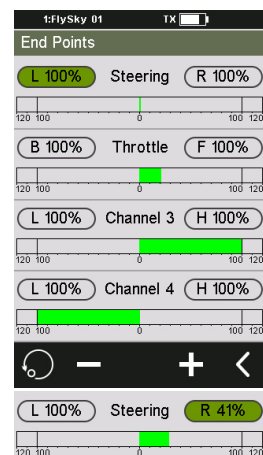 1:FlySky 01 TX
End Points
L 100% Steering R 100%
120 100 0 100 120
B 100% Throttle F 100%
120 100 0 100 120
L 100% Channel 3 H 100%
120 100 0 100 120
L 100% Channel 4 H 100%
120 100 0 100 120
L 100% Steering R 41%
120 100 0 100 120